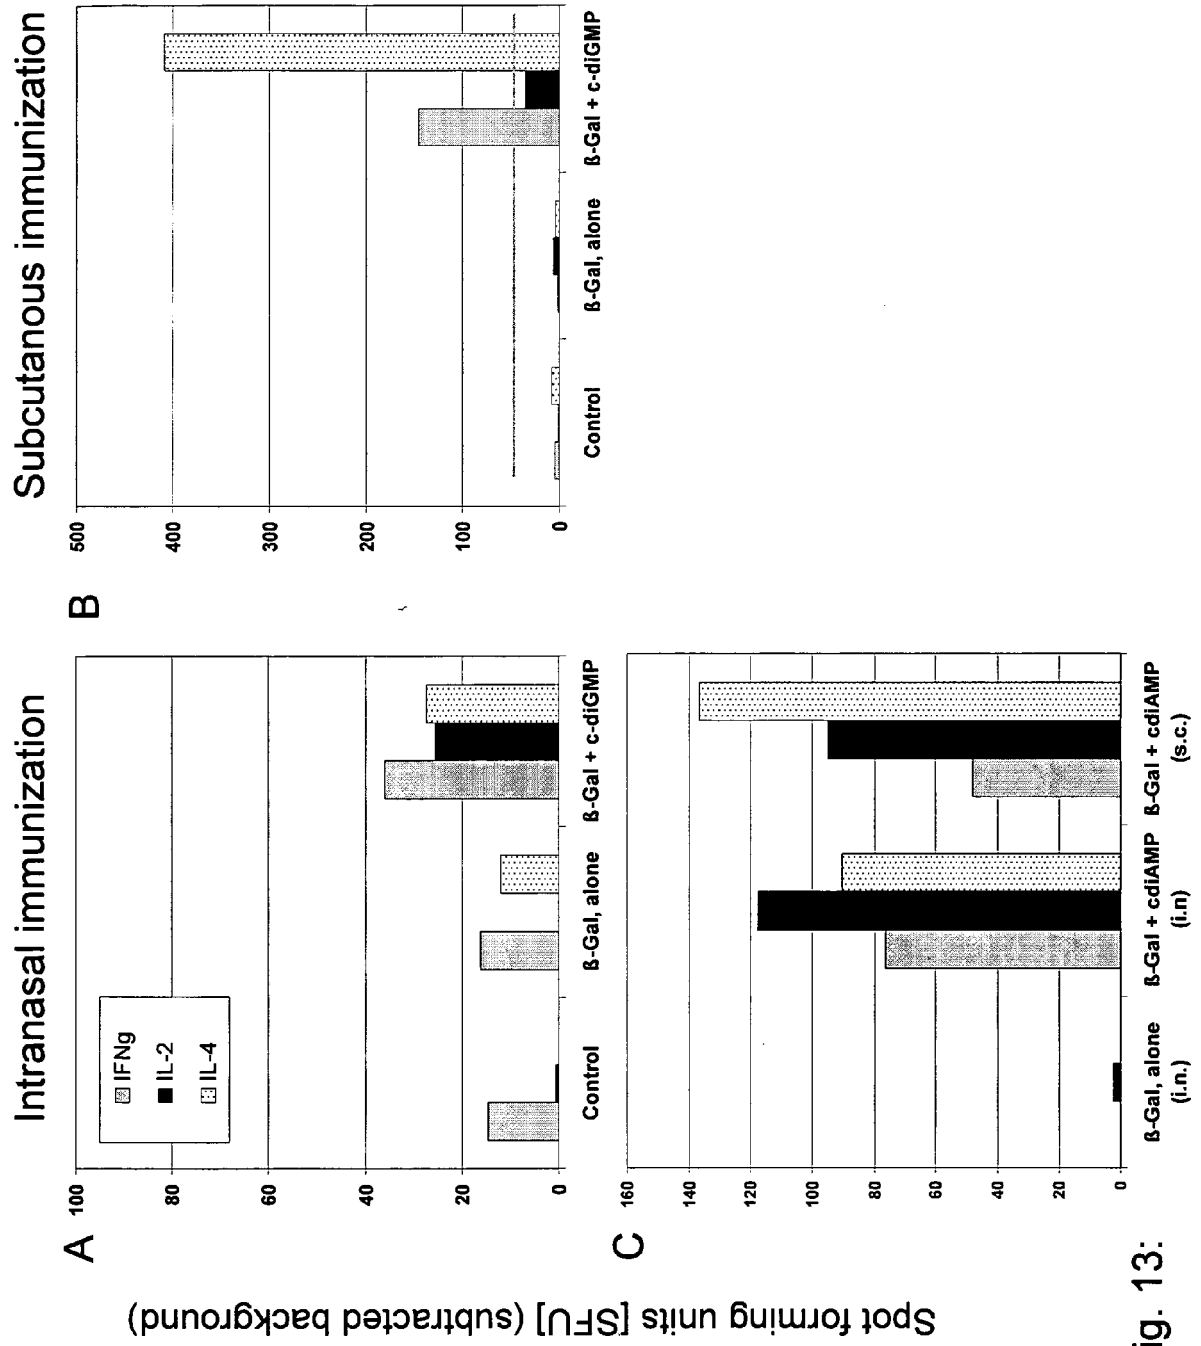 Intranasal immunization
Subcutanous immunization
Spot forming units [SFU] (subtracted background)
A
100
80
60
40
20
0
IFNg
IL-2
IL-4
Control
ß-Gal, alone
ß-Gal + c-diGMP
B
500
400
300
200
100
0
Control
ß-Gal, alone
ß-Gal + c-diGMP
C
160
140
120
100
80
60
40
20
0
ß-Gal, alone
(i.n.)
ß-Gal + cdiAMP
(i.n)
ß-Gal + cdiAMP
(s.c.)
ig. 13: